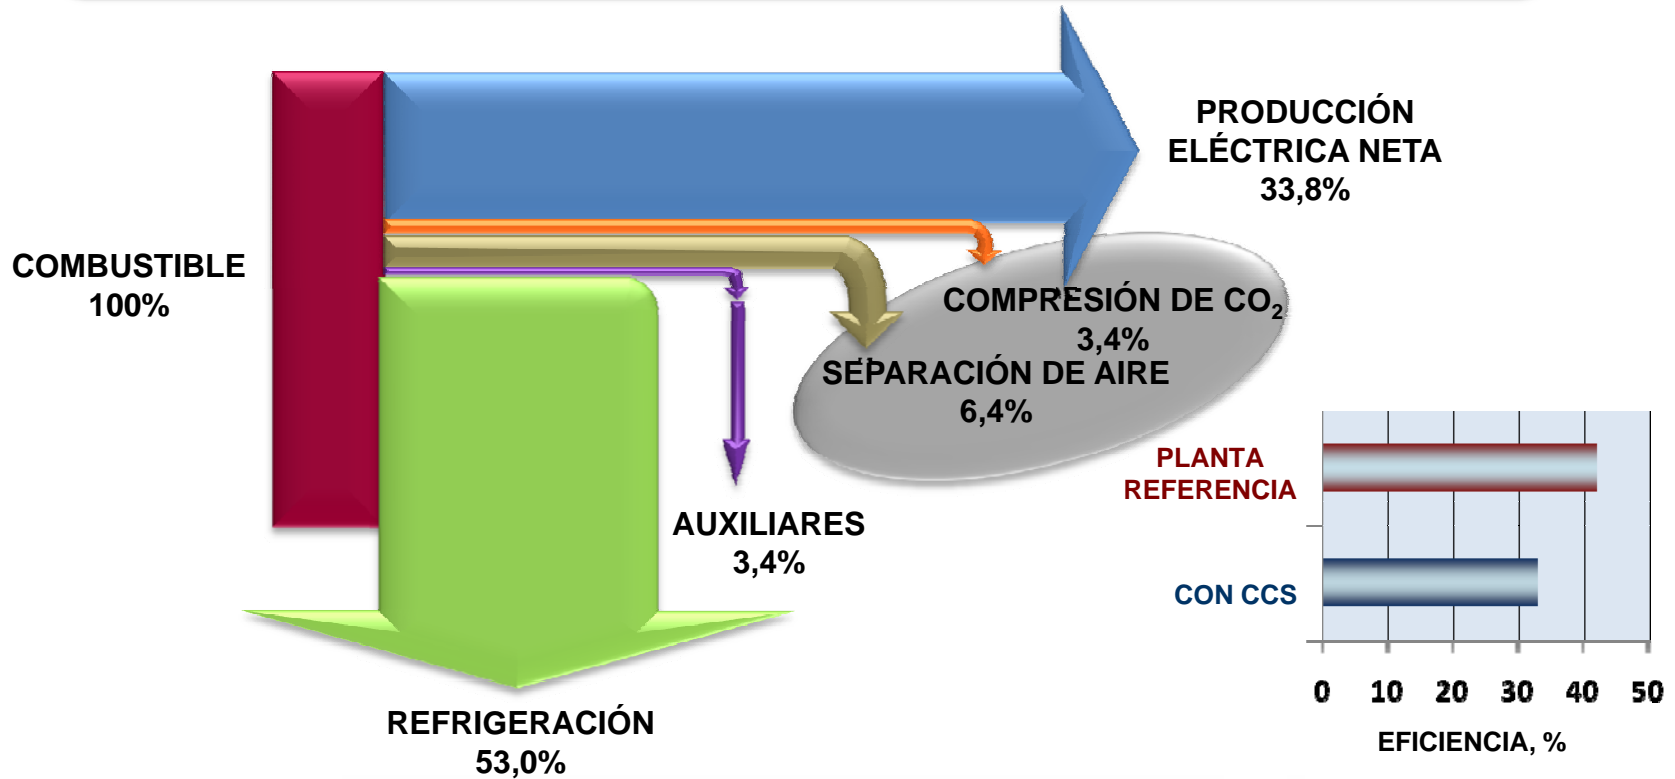 PRODUCCIÓN
ELÉCTRICA NETA
33,8%
COMBUSTIBLE
100%
COMPRESIÓN DE CO₂
3,4%
SEPARACIÓN DE AIRE
6,4%
AUXILIARES
3,4%
REFRIGERACIÓN
53,0%
PLANTA
REFERENCIA
CON CCS
0 10 20 30 40 50
EFICIENCIA, %